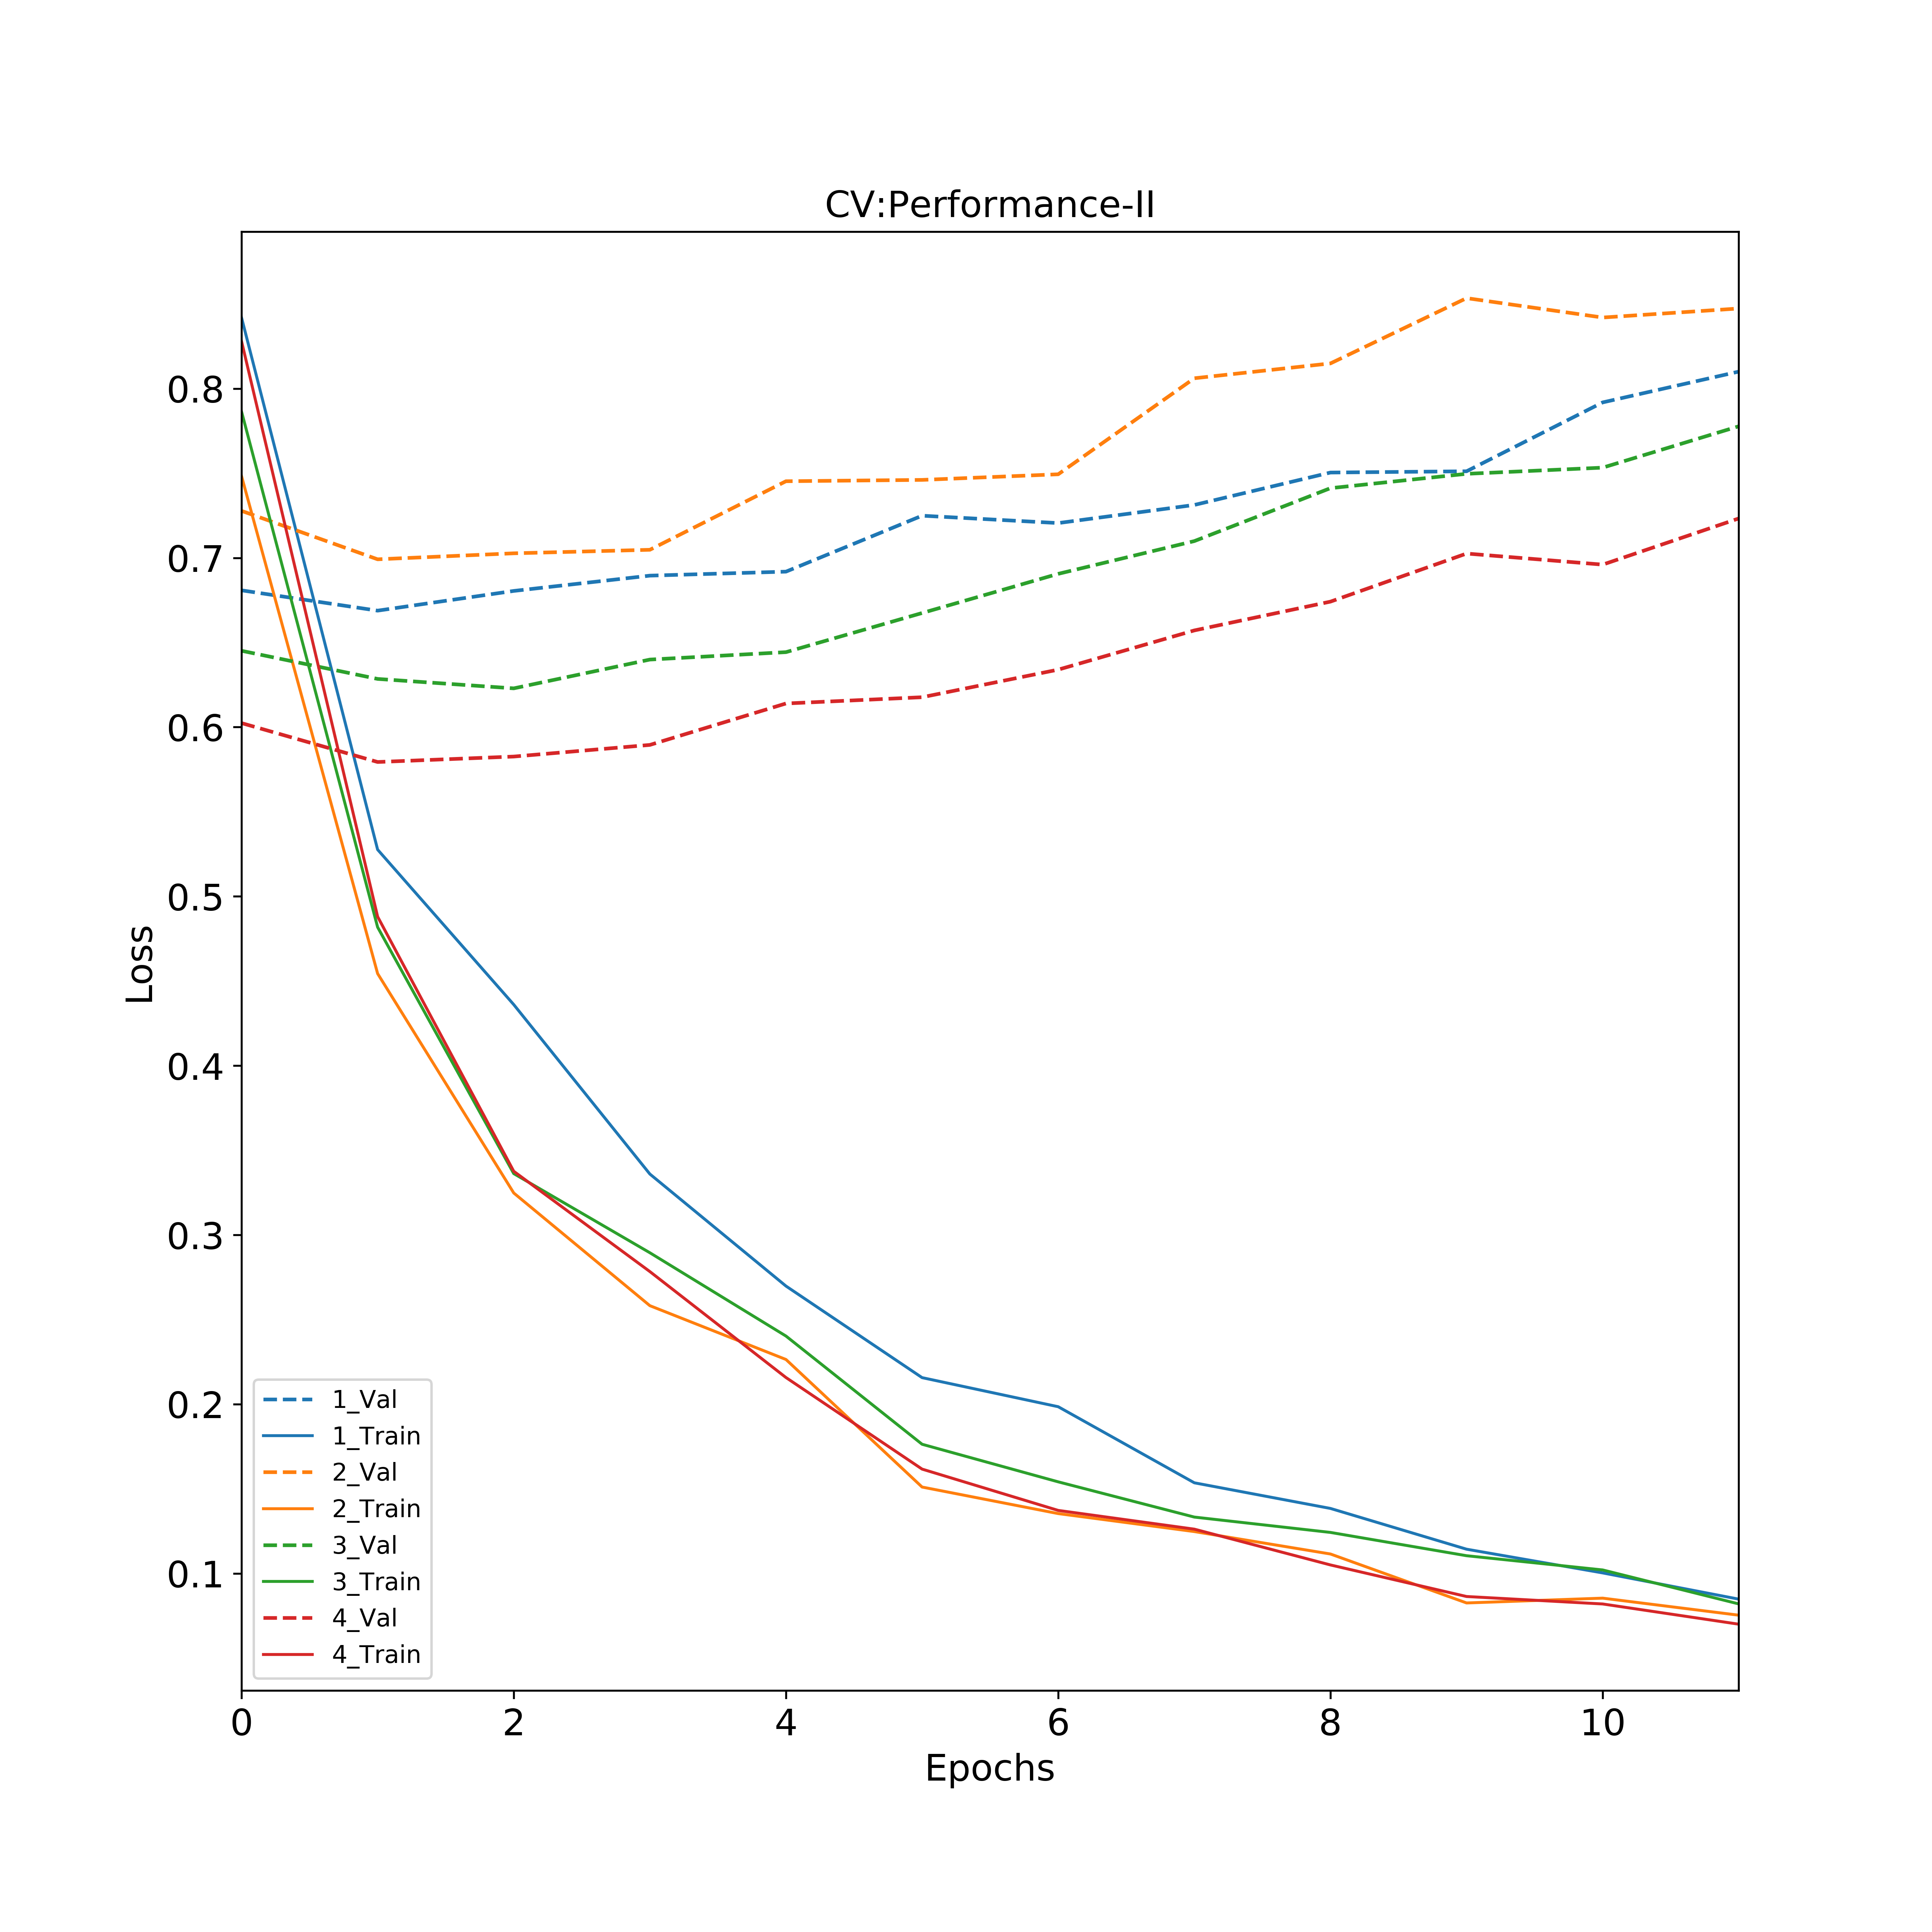 CV:Performance-II
Loss
0.8
0.7
0.6
0.5
0.4
0.3
0.2
0.1
1_Val
1_Train
2_Val
2_Train
3_Val
3_Train
4_Val
4_Train
0 2 4 6 8 10
Epochs